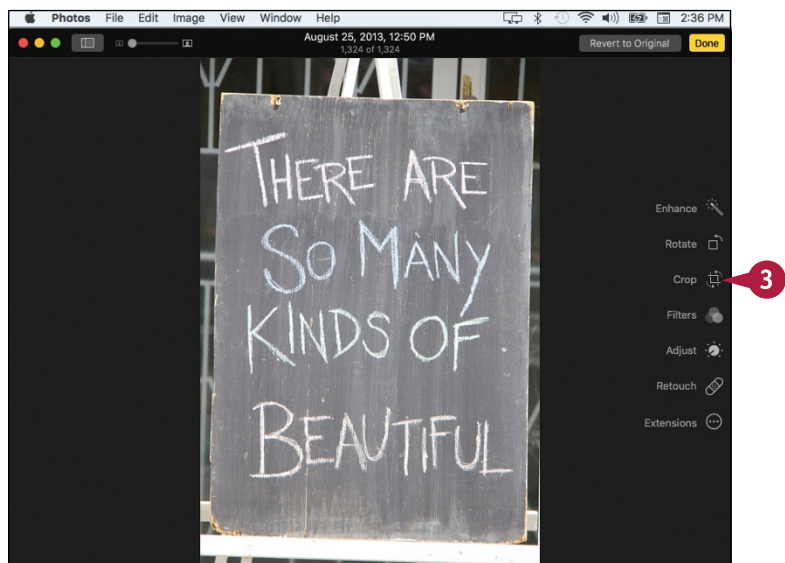 Photos File Edit Image View Window Help 2:36 PM
August 25, 2013, 12:50 PM
1,324 of 1,324
Revert to Original Done
THERE ARE
SO MANY
KINDS OF
BEAUTIFUL
Enhance
Rotate
Crop 3
Filters
Adjust
Retouch
Extensions